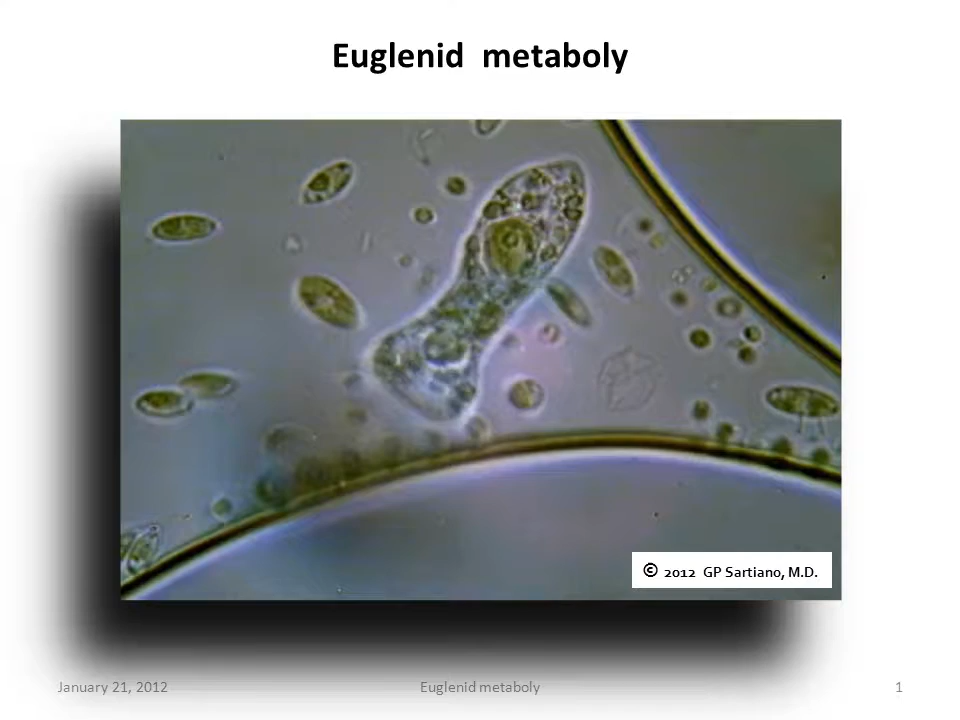 Euglenid metaboly
© 2012 GP Sartiano, M.D.
January 21, 2012
Euglenid metaboly
1